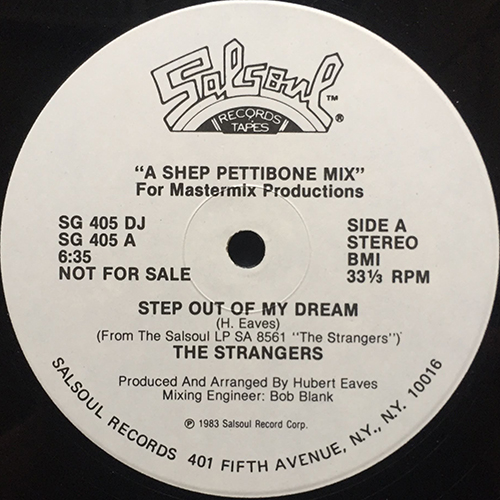 Salsoul ™
RECORDS & TAPES ®
"A SHEP PETTIBONE MIX"
For Mastermix Productions
SG 405 DJ
SG 405 A
6:35
NOT FOR SALE
SIDE A
STEREO
BMI
33⅓ RPM
STEP OUT OF MY DREAM
(H. Eaves)
(From The Salsoul LP SA 8561 "The Strangers")
THE STRANGERS
Produced And Arranged By Hubert Eaves
Mixing Engineer: Bob Blank
℗ 1983 Salsoul Record Corp.
SALSOUL RECORDS 401 FIFTH AVENUE, N.Y., N.Y. 10016